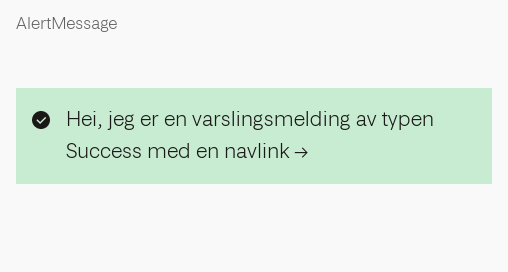 AlertMessage
Hei, jeg er en varslingsmelding av typen
Success med en navlink →